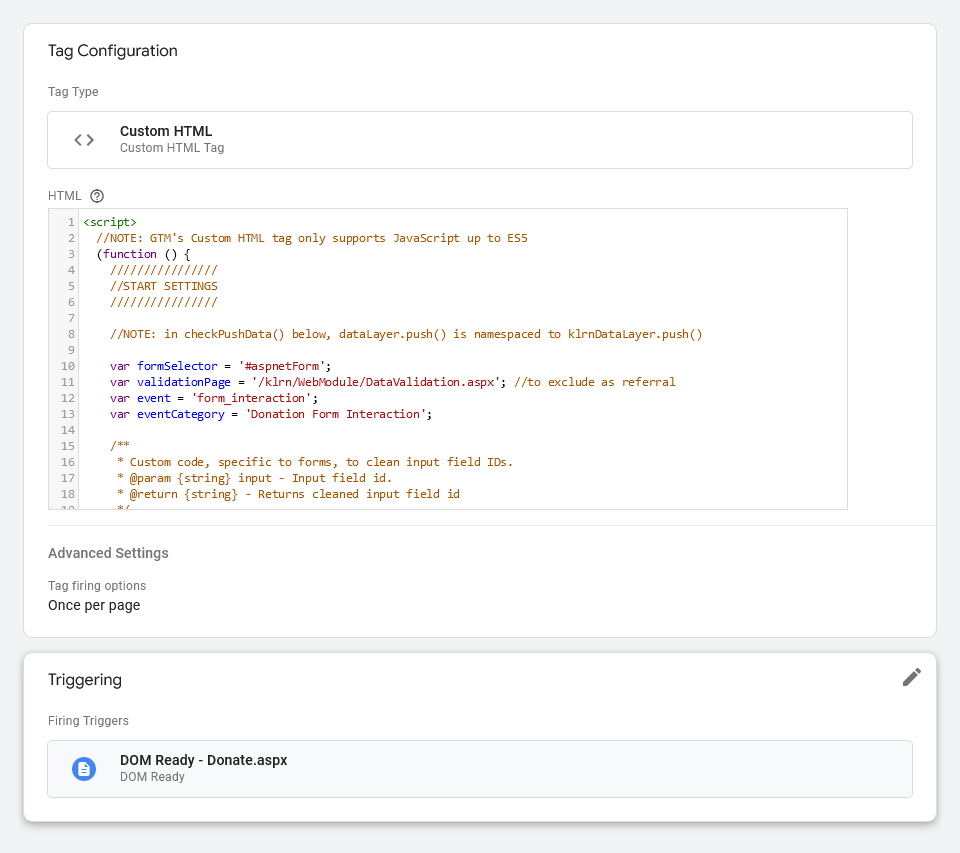 Tag Configuration
Tag Type
Custom HTML
Custom HTML Tag
HTML ?
1 <script>
2 //NOTE: GTM's Custom HTML tag only supports JavaScript up to ES5
3 (function () {
4 ////////////////
5 //START SETTINGS
6 ////////////////
7
8 //NOTE: in checkPushData() below, dataLayer.push() is namespaced to klrnDataLayer.push()
9
10 var formSelector = '#aspnetForm';
11 var validationPage = '/klrn/WebModule/DataValidation.aspx'; //to exclude as referral
12 var event = 'form_interaction';
13 var eventCategory = 'Donation Form Interaction';
14
15 /**
16 * Custom code, specific to forms, to clean input field IDs.
17 * @param {string} input - Input field id.
18 * @return {string} - Returns cleaned input field id
19 */
Advanced Settings
Tag firing options
Once per page
Triggering
Firing Triggers
DOM Ready - Donate.aspx
DOM Ready